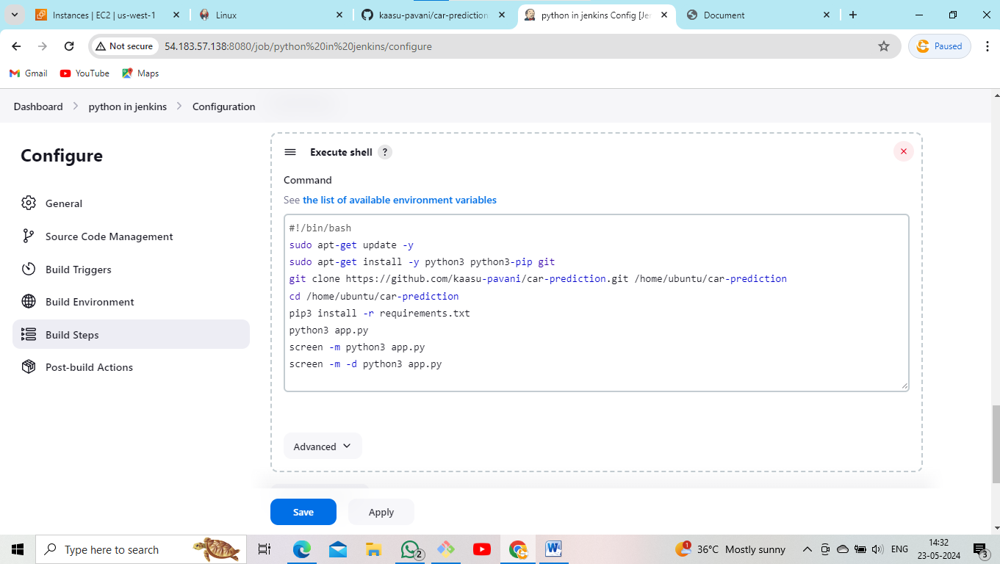 Instances | EC2 | us-west-1
Linux
kaasu-pavani/car-prediction
python in jenkins Config [Jen
Document
Not secure
54.183.57.138:8080/job/python%20in%20jenkins/configure
Paused
Gmail
YouTube
Maps
Dashboard
python in jenkins
Configuration
Configure
General
Source Code Management
Build Triggers
Build Environment
Build Steps
Post-build Actions
Execute shell ?
Command
See the list of available environment variables
#!/bin/bash
sudo apt-get update -y
sudo apt-get install -y python3 python3-pip git
git clone https://github.com/kaasu-pavani/car-prediction.git /home/ubuntu/car-prediction
cd /home/ubuntu/car-prediction
pip3 install -r requirements.txt
python3 app.py
screen -m python3 app.py
screen -m -d python3 app.py
Advanced
Save
Apply
Type here to search
2
1
36°C Mostly sunny
ENG
14:32
23-05-2024
3